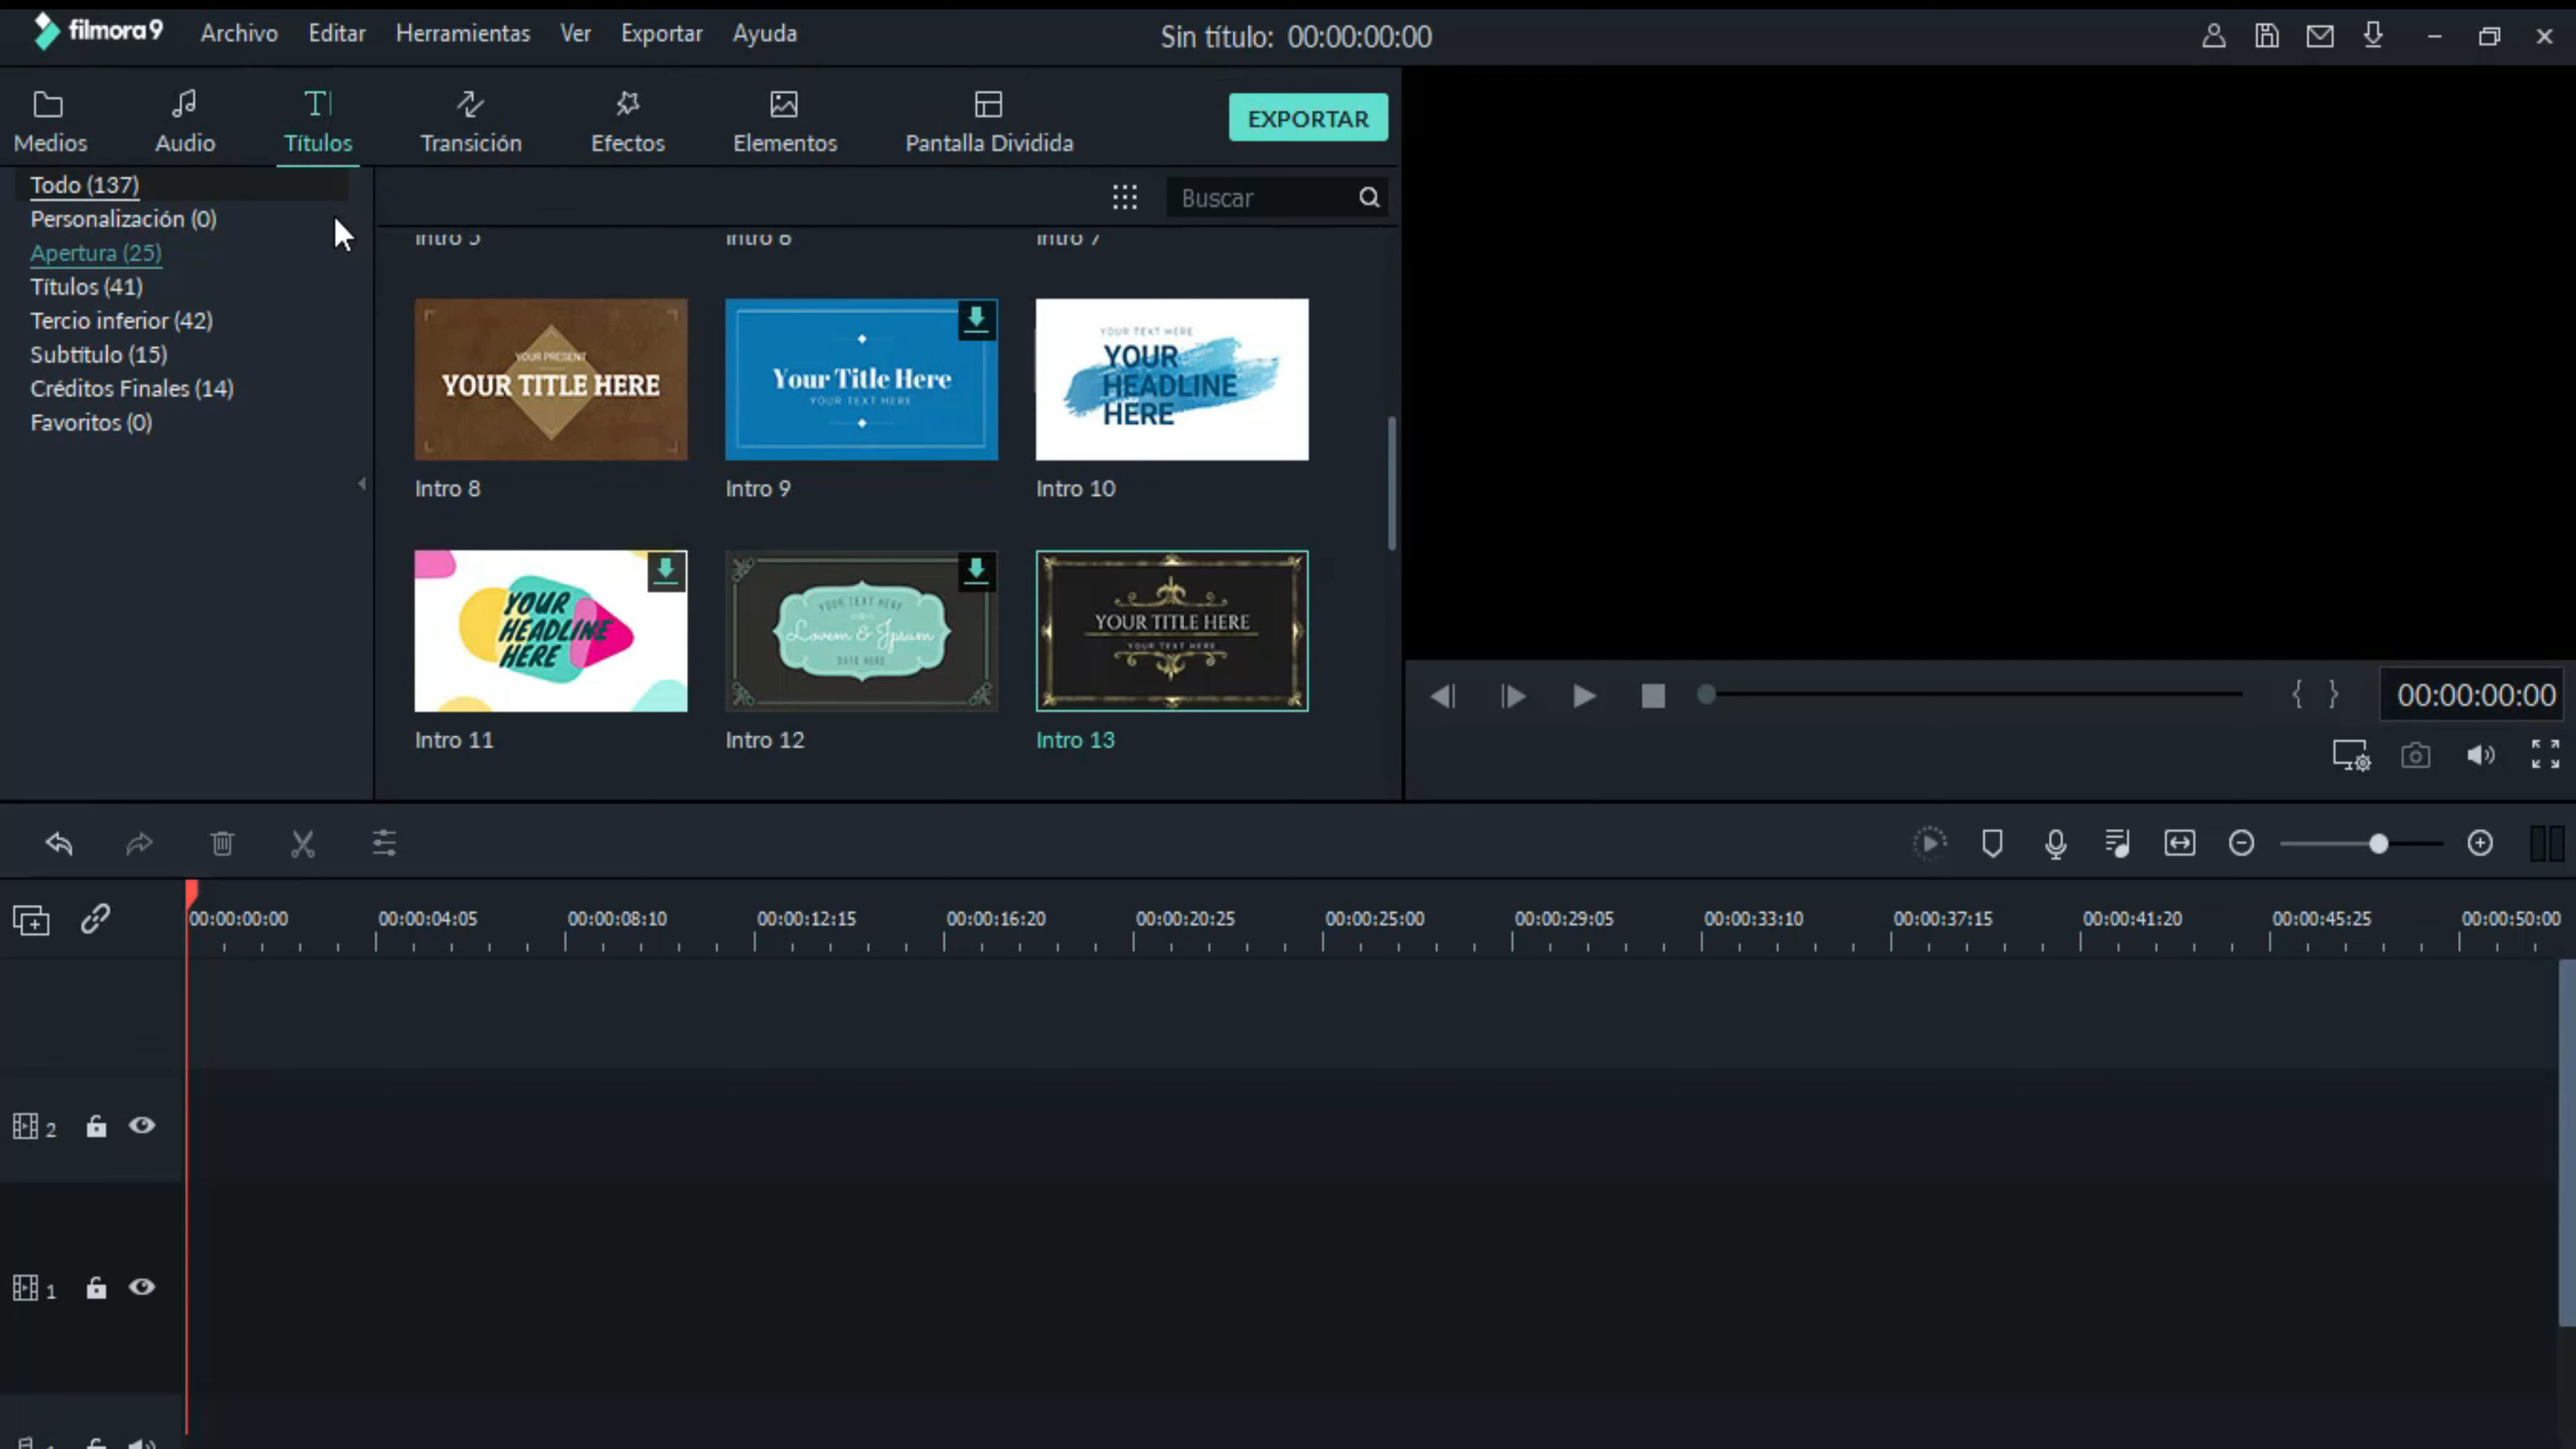 filmora9 Archivo Editar Herramientas Ver Exportar Ayuda Sin título: 00:00:00:00
Medios Audio Títulos Transición Efectos Elementos Pantalla Dividida EXPORTAR
Todo (137)
Personalización (0)
Apertura (25)
Títulos (41)
Tercio inferior (42)
Subtítulo (15)
Créditos Finales (14)
Favoritos (0)
Buscar
Intro 5 Intro 6 Intro 7
YOUR PRESENT
YOUR TITLE HERE
Intro 8
Your Title Here
YOUR TEXT HERE
Intro 9
YOUR TEXT HERE
YOUR
HEADLINE
HERE
Intro 10
YOUR
HEADLINE
HERE
Intro 11
YOUR TEXT HERE
Lorem & Ipsum
DATE HERE
Intro 12
YOUR TITLE HERE
YOUR TEXT HERE
Intro 13
{ } 00:00:00:00
00:00:00:00 00:00:04:05 00:00:08:10 00:00:12:15 00:00:16:20 00:00:20:25 00:00:25:00 00:00:29:05 00:00:33:10 00:00:37:15 00:00:41:20 00:00:45:25 00:00:50:00
2
1